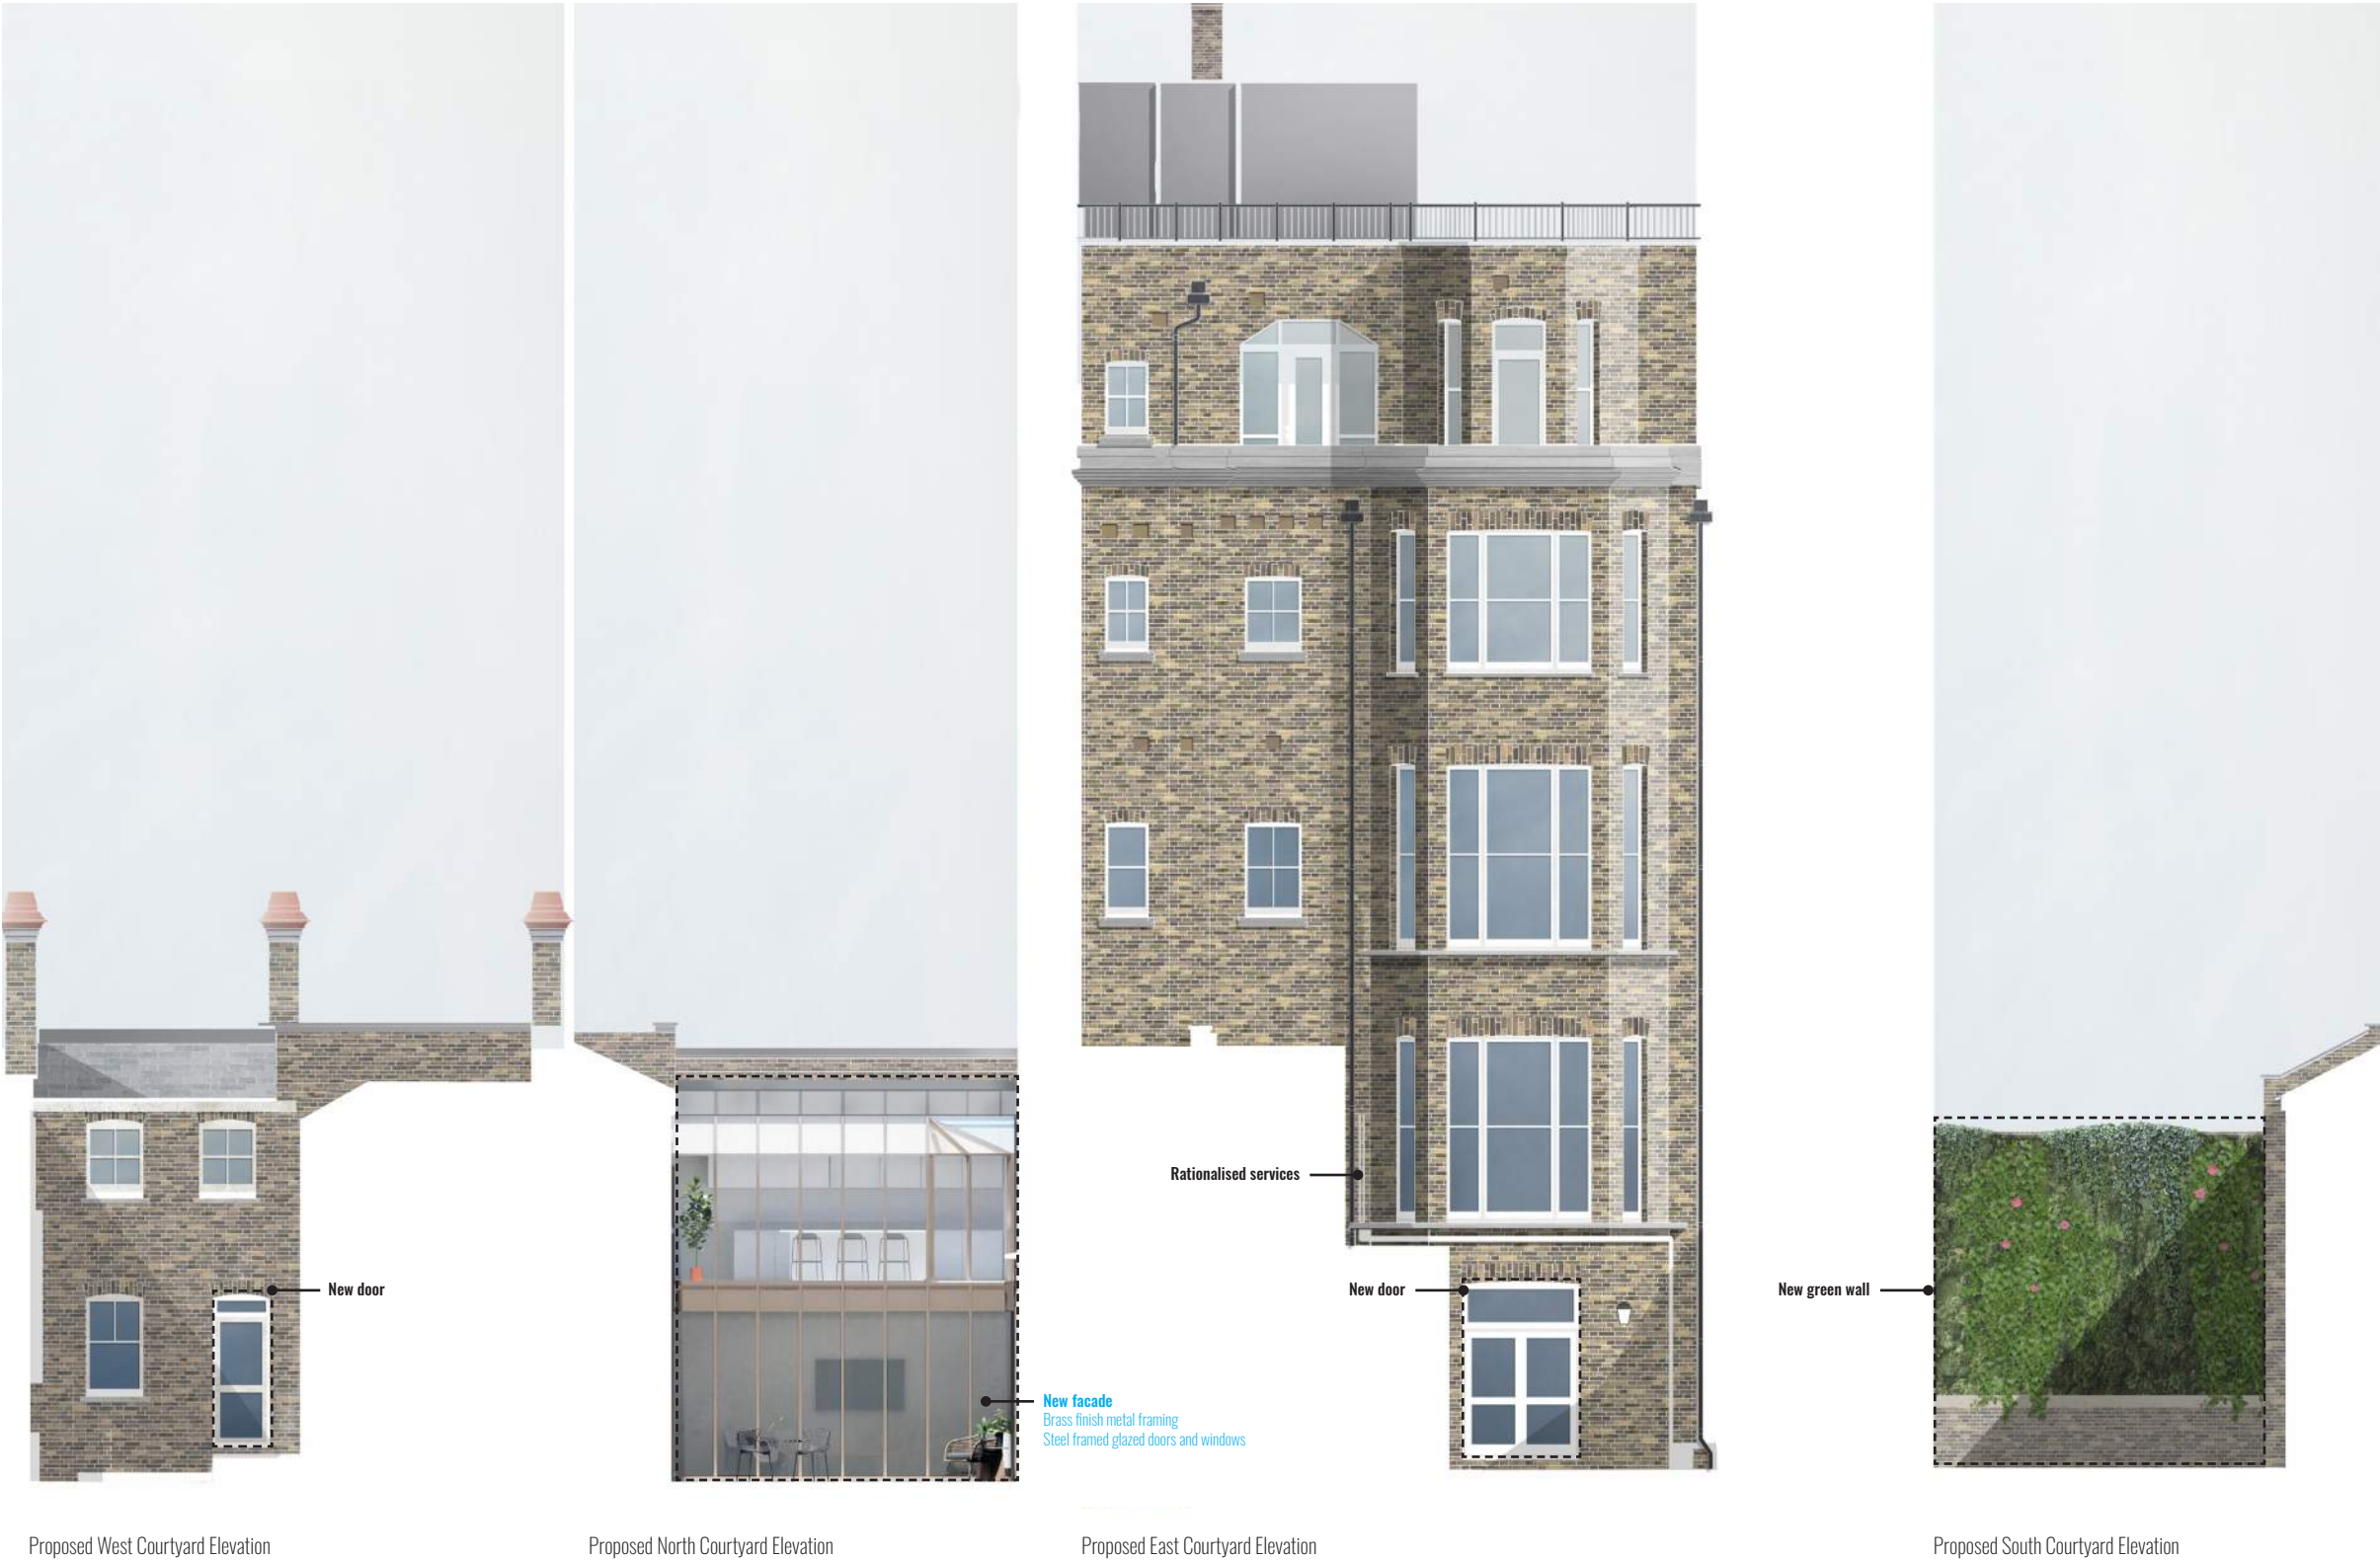 Rationalised services
New door
New door
New green wall
New facade
Brass finish metal framing
Steel framed glazed doors and windows
Proposed West Courtyard Elevation
Proposed North Courtyard Elevation
Proposed East Courtyard Elevation
Proposed South Courtyard Elevation